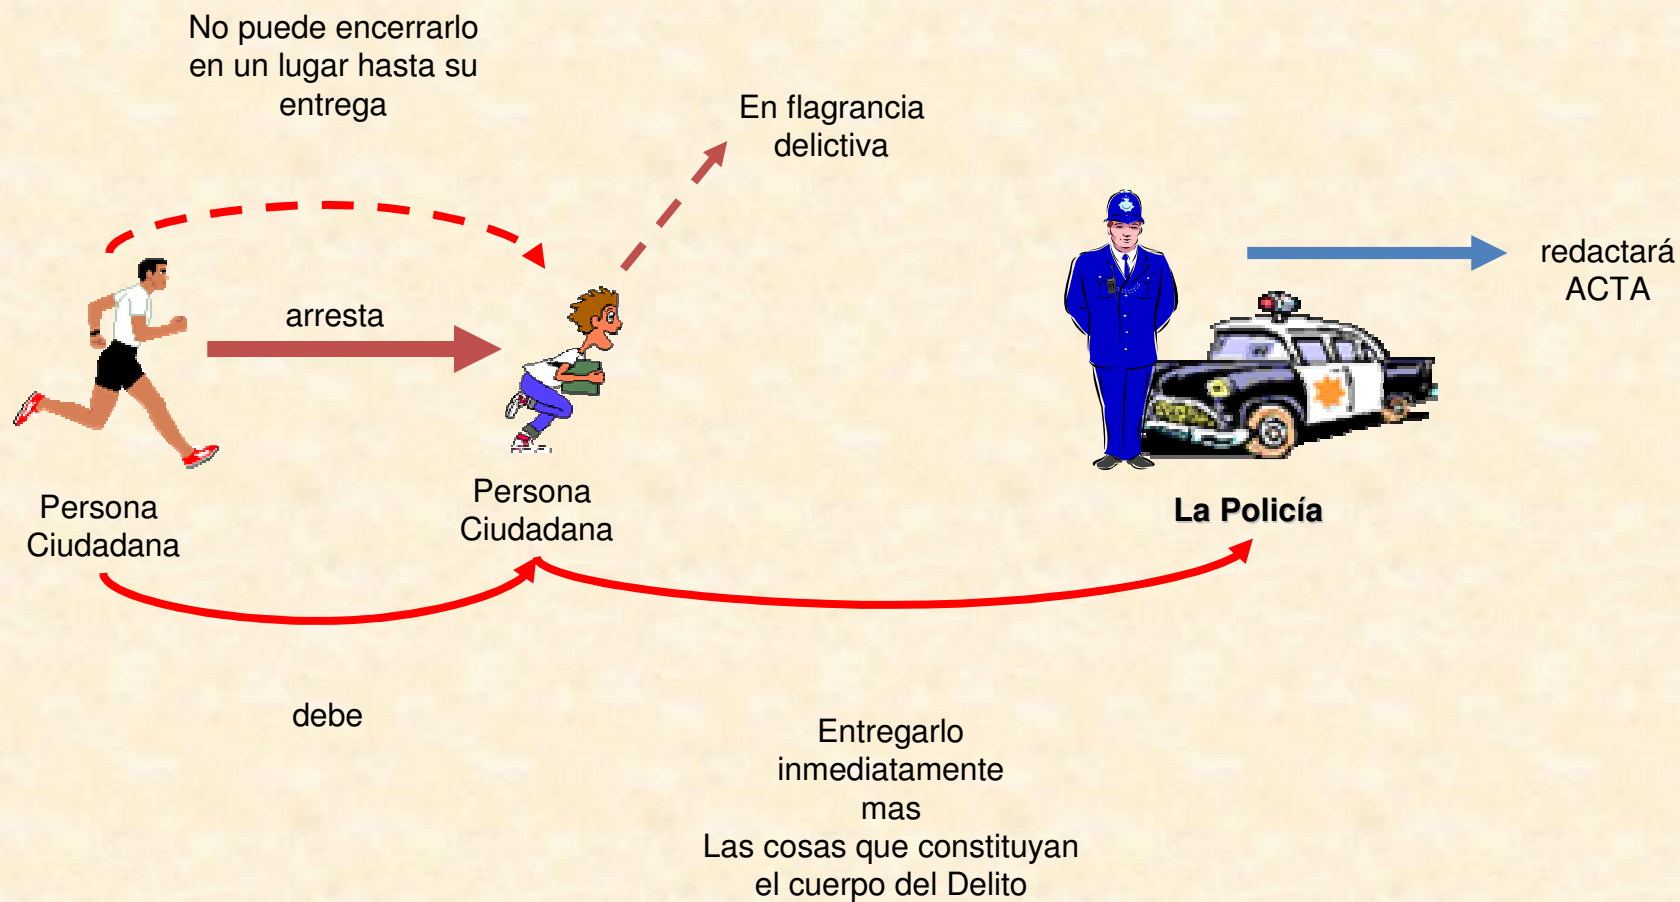 No puede encerrarlo
en un lugar hasta su
entrega
En flagrancia
delictiva
redactará
ACTA
arresta
Persona
Ciudadana
Persona
Ciudadana
La Policía
debe
Entregarlo
inmediatamente
mas
Las cosas que constituyan
el cuerpo del Delito